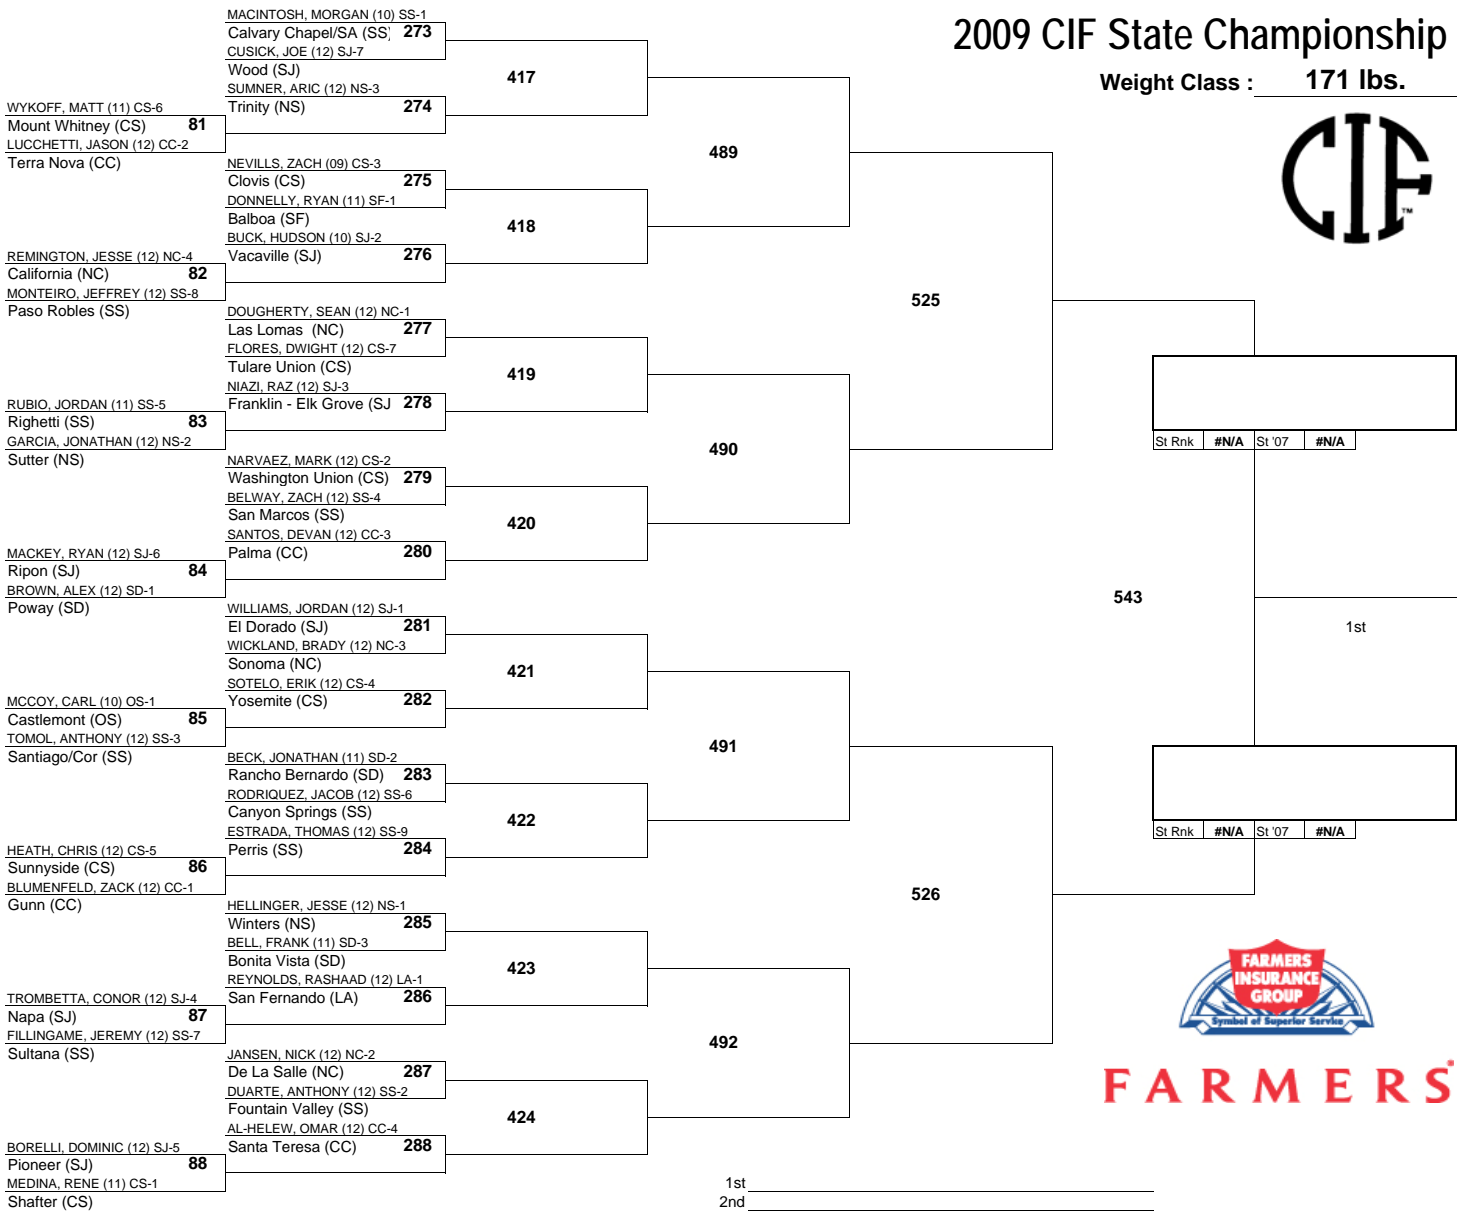 2009 CIF State Championship
Weight Class : 171 lbs.
CIF
TM
WYKOFF, MATT (11) CS-6
Mount Whitney (CS) 81
LUCCHETTI, JASON (12) CC-2
Terra Nova (CC)
REMINGTON, JESSE (12) NC-4
California (NC) 82
MONTEIRO, JEFFREY (12) SS-8
Paso Robles (SS)
RUBIO, JORDAN (11) SS-5
Righetti (SS) 83
GARCIA, JONATHAN (12) NS-2
Sutter (NS)
MACKEY, RYAN (12) SJ-6
Ripon (SJ) 84
BROWN, ALEX (12) SD-1
Poway (SD)
MCCOY, CARL (10) OS-1
Castlemont (OS) 85
TOMOL, ANTHONY (12) SS-3
Santiago/Cor (SS)
HEATH, CHRIS (12) CS-5
Sunnyside (CS) 86
BLUMENFELD, ZACK (12) CC-1
Gunn (CC)
TROMBETTA, CONOR (12) SJ-4
Napa (SJ) 87
FILLINGAME, JEREMY (12) SS-7
Sultana (SS)
BORELLI, DOMINIC (12) SJ-5
Pioneer (SJ) 88
MEDINA, RENE (11) CS-1
Shafter (CS)
MACINTOSH, MORGAN (10) SS-1
Calvary Chapel/SA (SS) 273
CUSICK, JOE (12) SJ-7
Wood (SJ)
SUMNER, ARIC (12) NS-3
Trinity (NS) 274
NEVILLS, ZACH (09) CS-3
Clovis (CS) 275
DONNELLY, RYAN (11) SF-1
Balboa (SF)
BUCK, HUDSON (10) SJ-2
Vacaville (SJ) 276
DOUGHERTY, SEAN (12) NC-1
Las Lomas (NC) 277
FLORES, DWIGHT (12) CS-7
Tulare Union (CS)
NIAZI, RAZ (12) SJ-3
Franklin - Elk Grove (SJ 278
NARVAEZ, MARK (12) CS-2
Washington Union (CS) 279
BELWAY, ZACH (12) SS-4
San Marcos (SS)
SANTOS, DEVAN (12) CC-3
Palma (CC) 280
WILLIAMS, JORDAN (12) SJ-1
El Dorado (SJ) 281
WICKLAND, BRADY (12) NC-3
Sonoma (NC)
SOTELO, ERIK (12) CS-4
Yosemite (CS) 282
BECK, JONATHAN (11) SD-2
Rancho Bernardo (SD) 283
RODRIQUEZ, JACOB (12) SS-6
Canyon Springs (SS)
ESTRADA, THOMAS (12) SS-9
Perris (SS) 284
HELLINGER, JESSE (12) NS-1
Winters (NS) 285
BELL, FRANK (11) SD-3
Bonita Vista (SD)
REYNOLDS, RASHAAD (12) LA-1
San Fernando (LA) 286
JANSEN, NICK (12) NC-2
De La Salle (NC) 287
DUARTE, ANTHONY (12) SS-2
Fountain Valley (SS)
AL-HELEW, OMAR (12) CC-4
Santa Teresa (CC) 288
417
418
419
420
421
422
423
424
489
490
491
492
525
526
543
St Rnk #N/A St '07 #N/A
1st
St Rnk #N/A St '07 #N/A
FARMERS
INSURANCE
GROUP
Symbol of Superior Service
FARMERS®
1st
2nd